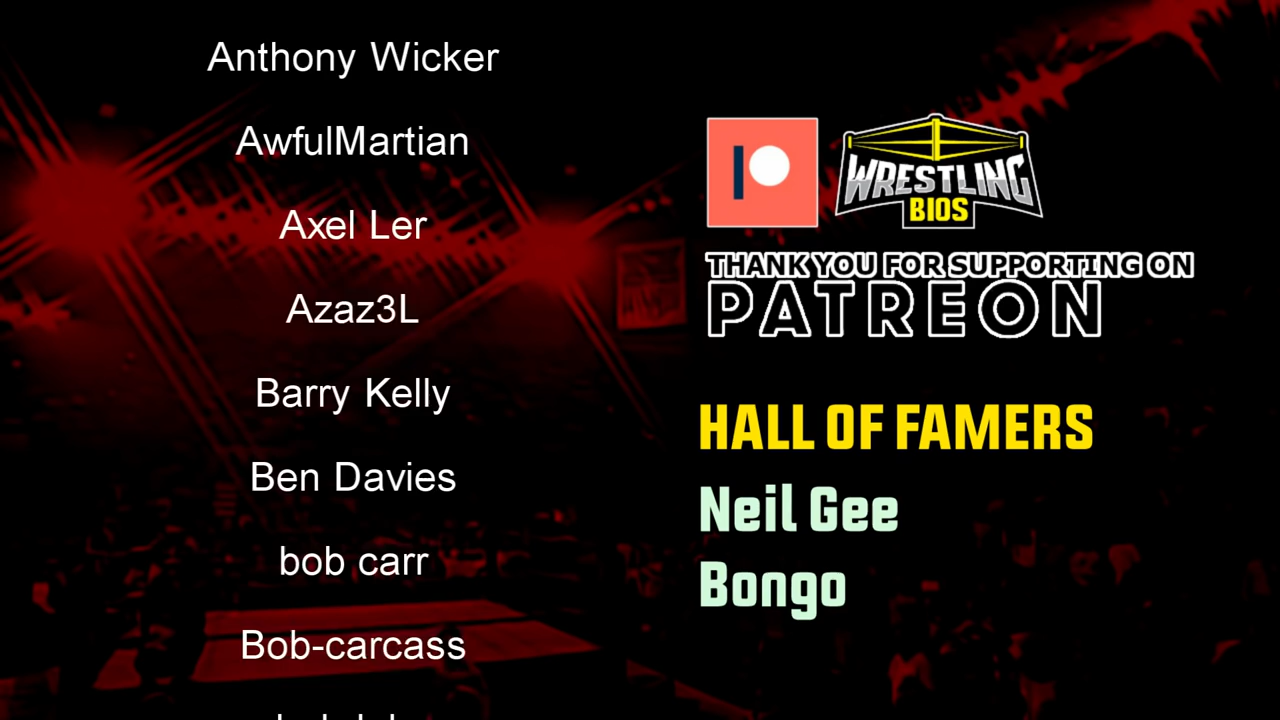 Anthony Wicker
AwfulMartian
Axel Ler
Azaz3L
Barry Kelly
Ben Davies
bob carr
Bob-carcass
WRESTLING
BIOS
THANK YOU FOR SUPPORTING ON
PATREON
HALL OF FAMERS
Neil Gee
Bongo